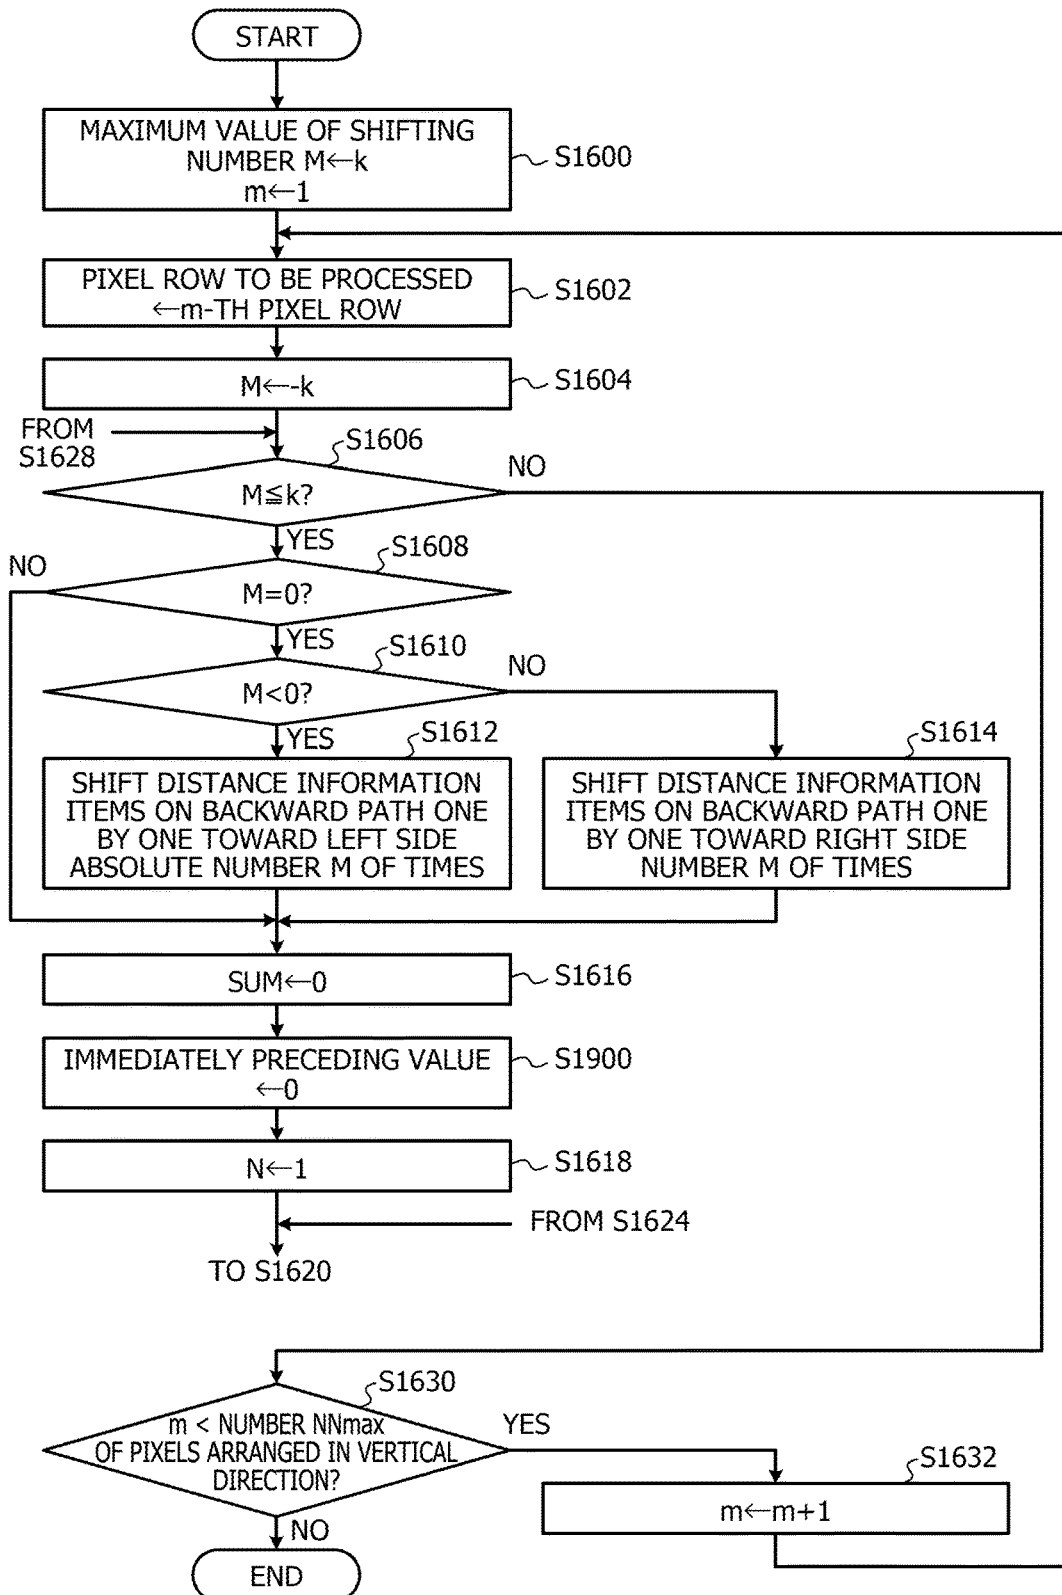 START
MAXIMUM VALUE OF SHIFTING
NUMBER M←k
m←1
S1600
PIXEL ROW TO BE PROCESSED
←m-TH PIXEL ROW
S1602
M←-k
S1604
FROM
S1628
S1606
M≦k?
NO
YES
S1608
NO
M=0?
YES
S1610
M<0?
NO
YES
S1612
SHIFT DISTANCE INFORMATION
ITEMS ON BACKWARD PATH ONE
BY ONE TOWARD LEFT SIDE
ABSOLUTE NUMBER M OF TIMES
S1614
SHIFT DISTANCE INFORMATION
ITEMS ON BACKWARD PATH ONE
BY ONE TOWARD RIGHT SIDE
NUMBER M OF TIMES
SUM←0
S1616
IMMEDIATELY PRECEDING VALUE
←0
S1900
N←1
S1618
FROM S1624
TO S1620
S1630
m < NUMBER NNmax
OF PIXELS ARRANGED IN VERTICAL
DIRECTION?
YES
S1632
m←m+1
NO
END